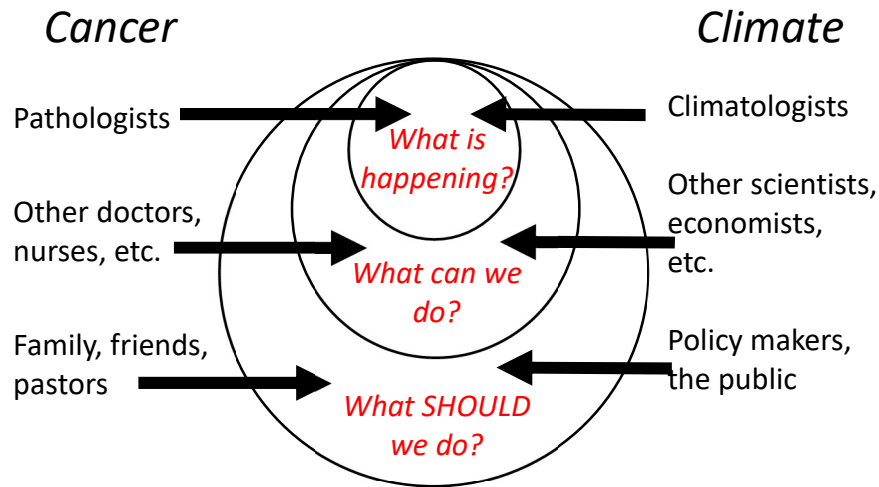 Cancer
Climate
Pathologists
What is
happening?
Climatologists
Other doctors,
nurses, etc.
What can we
do?
Other scientists,
economists,
etc.
Family, friends,
pastors
What SHOULD
we do?
Policy makers,
the public